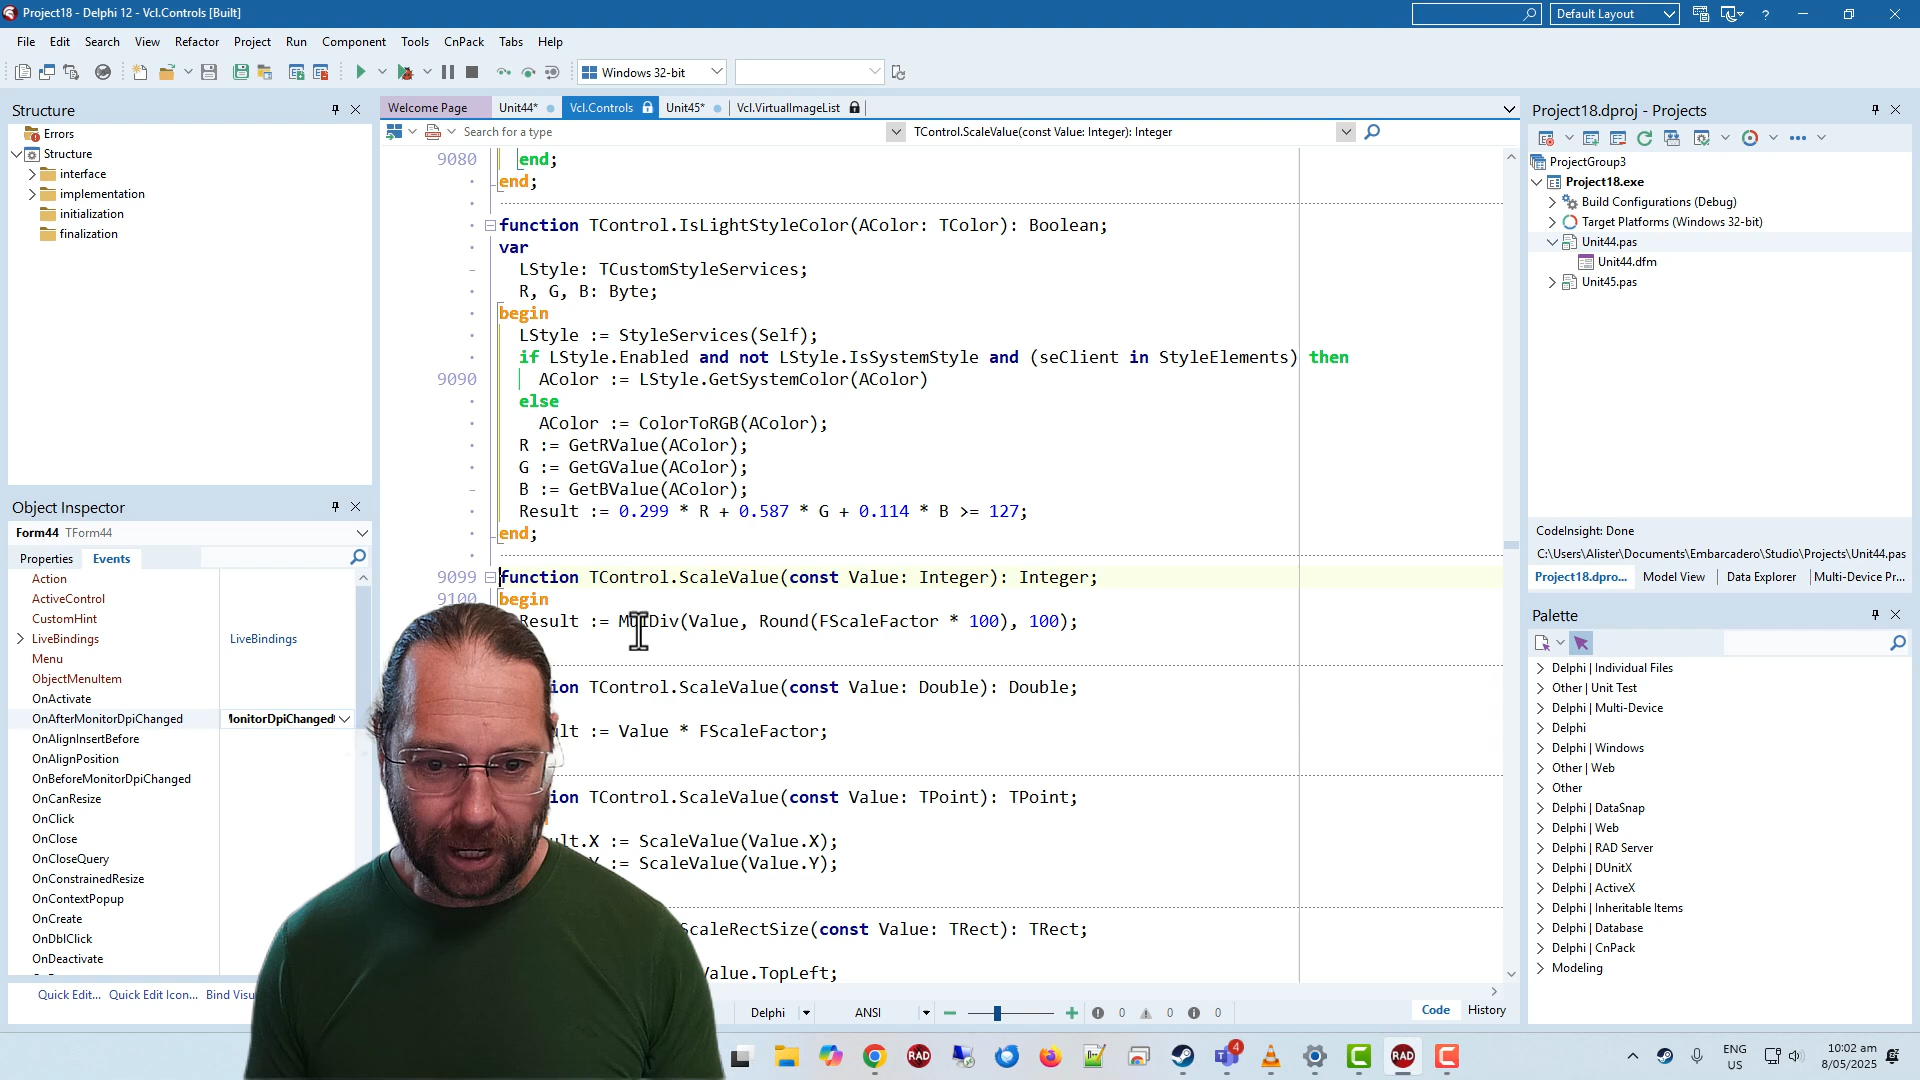 Project18 - Delphi 12 - Vcl.Controls [Built]
Default Layout
File Edit Search View Refactor Project Run Component Tools CnPack Tabs Help
Windows 32-bit
Structure
Errors
Structure
interface
implementation
initialization
finalization
Object Inspector
Form44 TForm44
Properties Events
Action
ActiveControl
CustomHint
LiveBindings LiveBindings
Menu
ObjectMenuItem
OnActivate
OnAfterMonitorDpiChanged MonitorDpiChanged
OnAlignInsertBefore
OnAlignPosition
OnBeforeMonitorDpiChanged
OnCanResize
OnClick
OnClose
OnCloseQuery
OnConstrainedResize
OnContextPopup
OnCreate
OnDblClick
OnDeactivate
Quick Edit... Quick Edit Icon... Bind Visu
Welcome Page Unit44* Vcl.Controls Unit45* Vcl.VirtualImageList
Search for a type TControl.ScaleValue(const Value: Integer): Integer
9080 end;
end;
function TControl.IsLightStyleColor(AColor: TColor): Boolean;
var
LStyle: TCustomStyleServices;
R, G, B: Byte;
begin
LStyle := StyleServices(Self);
if LStyle.Enabled and not LStyle.IsSystemStyle and (seClient in StyleElements) then
9090 AColor := LStyle.GetSystemColor(AColor)
else
AColor := ColorToRGB(AColor);
R := GetRValue(AColor);
G := GetGValue(AColor);
B := GetBValue(AColor);
Result := 0.299 * R + 0.587 * G + 0.114 * B >= 127;
end;
9099 function TControl.ScaleValue(const Value: Integer): Integer;
9100 begin
Result := MulDiv(Value, Round(FScaleFactor * 100), 100);
ion TControl.ScaleValue(const Value: Double): Double;
ult := Value * FScaleFactor;
ion TControl.ScaleValue(const Value: TPoint): TPoint;
ult.X := ScaleValue(Value.X);
Y := ScaleValue(Value.Y);
ScaleRectSize(const Value: TRect): TRect;
Value.TopLeft;
Delphi ANSI 0 0 0 Code History
Project18.dproj - Projects
ProjectGroup3
Project18.exe
Build Configurations (Debug)
Target Platforms (Windows 32-bit)
Unit44.pas
Unit44.dfm
Unit45.pas
CodeInsight: Done
C:\Users\Alister\Documents\Embarcadero\Studio\Projects\Unit44.pas
Project18.dpro... Model View Data Explorer Multi-Device Pr...
Palette
Delphi | Individual Files
Other | Unit Test
Delphi | Multi-Device
Delphi
Delphi | Windows
Other | Web
Other
Delphi | DataSnap
Delphi | Web
Delphi | RAD Server
Delphi | DUnitX
Delphi | ActiveX
Delphi | Inheritable Items
Delphi | Database
Delphi | CnPack
Modeling
RAD 4 RAD
ENG
US
10:02 am
8/05/2025